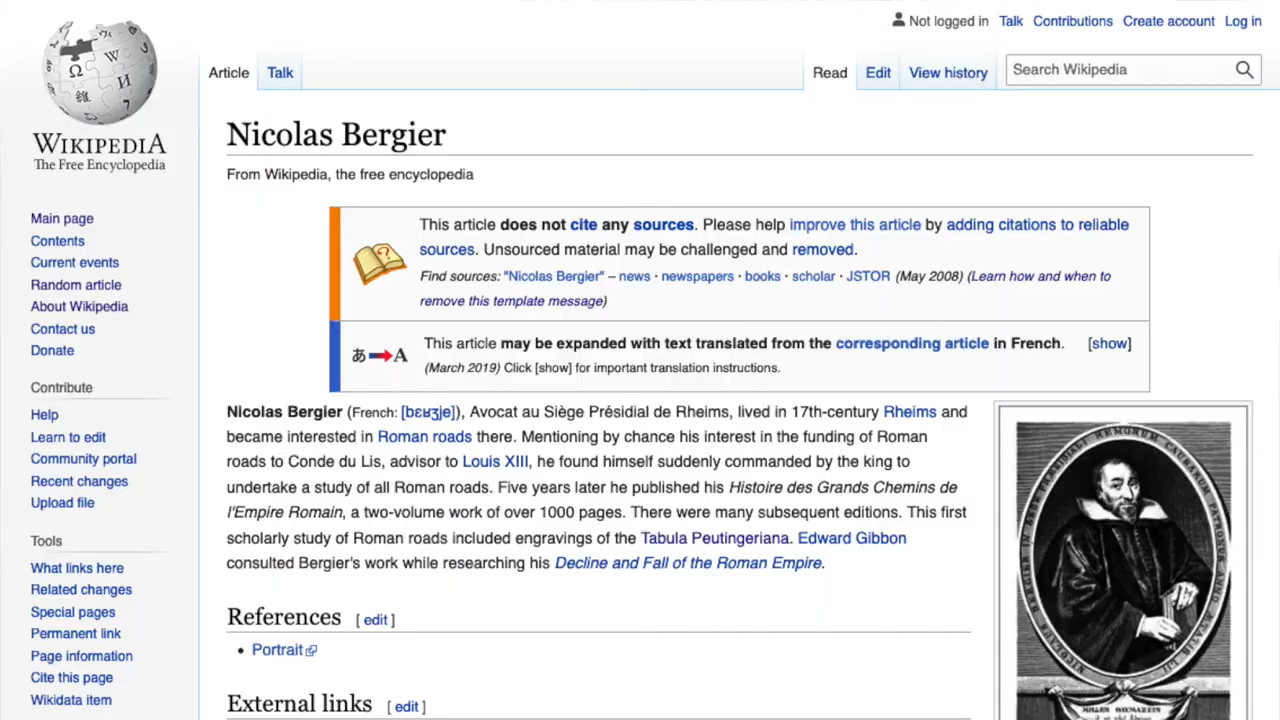 Not logged in Talk Contributions Create account Log in
Article Talk Read Edit View history Search Wikipedia
WIKIPEDIA
The Free Encyclopedia
Main page
Contents
Current events
Random article
About Wikipedia
Contact us
Donate
Contribute
Help
Learn to edit
Community portal
Recent changes
Upload file
Tools
What links here
Related changes
Special pages
Permanent link
Page information
Cite this page
Wikidata item
Nicolas Bergier
From Wikipedia, the free encyclopedia
This article does not cite any sources. Please help improve this article by adding citations to reliable
sources. Unsourced material may be challenged and removed.
Find sources: "Nicolas Bergier" – news · newspapers · books · scholar · JSTOR (May 2008) (Learn how and when to
remove this template message)
あ A
This article may be expanded with text translated from the corresponding article in French. [show]
(March 2019) Click [show] for important translation instructions.
Nicolas Bergier (French: [bɛʁʒje]), Avocat au Siège Présidial de Rheims, lived in 17th-century Rheims and
became interested in Roman roads there. Mentioning by chance his interest in the funding of Roman
roads to Conde du Lis, advisor to Louis XIII, he found himself suddenly commanded by the king to
undertake a study of all Roman roads. Five years later he published his Histoire des Grands Chemins de
l'Empire Romain, a two-volume work of over 1000 pages. There were many subsequent editions. This first
scholarly study of Roman roads included engravings of the Tabula Peutingeriana. Edward Gibbon
consulted Bergier's work while researching his Decline and Fall of the Roman Empire.
References [ edit ]
• Portrait
External links [ edit ]